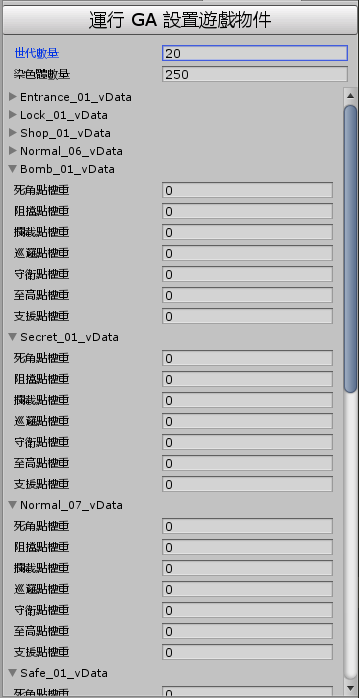 運行 GA 設置遊戲物件
世代數量 20
染色體數量 250
Entrance_01_vData
Lock_01_vData
Shop_01_vData
Normal_06_vData
Bomb_01_vData
死角點權重 0
阻擋點權重 0
攔截點權重 0
巡邏點權重 0
守衛點權重 0
至高點權重 0
支援點權重 0
Secret_01_vData
死角點權重 0
阻擋點權重 0
攔截點權重 0
巡邏點權重 0
守衛點權重 0
至高點權重 0
支援點權重 0
Normal_07_vData
死角點權重 0
阻擋點權重 0
攔截點權重 0
巡邏點權重 0
守衛點權重 0
至高點權重 0
支援點權重 0
Safe_01_vData
死角點權重 0